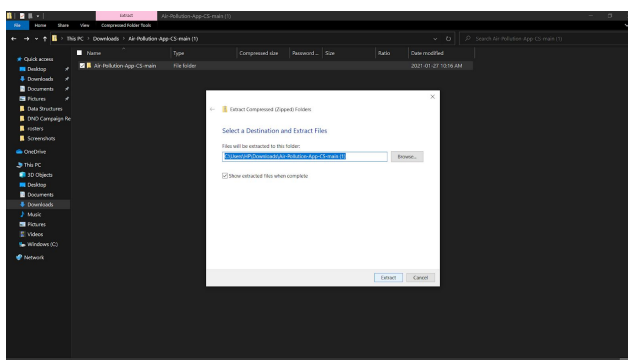 Extract
Air-Pollution-App-CS-main (1)
File Home Share View Compressed Folder Tools
This PC > Downloads > Air-Pollution-App-CS-main (1)
Search Air-Pollution-App-CS-main (1)
Name Type Compressed size Password ... Size Ratio Date modified
Air-Pollution-App-CS-main File folder 2021-01-27 10:16 AM
Quick access
Desktop
Downloads
Documents
Pictures
Data Structures
DNO Campaign Re
rosters
Screenshots
OneDrive
This PC
3D Objects
Desktop
Documents
Downloads
Music
Pictures
Videos
Windows (C)
Network
Extract Compressed (Zipped) Folders
Select a Destination and Extract Files
Files will be extracted to this folder:
C:\Users\HP\Downloads\Air-Pollution-App-CS-main (1)
Browse...
Show extracted files when complete
Extract Cancel